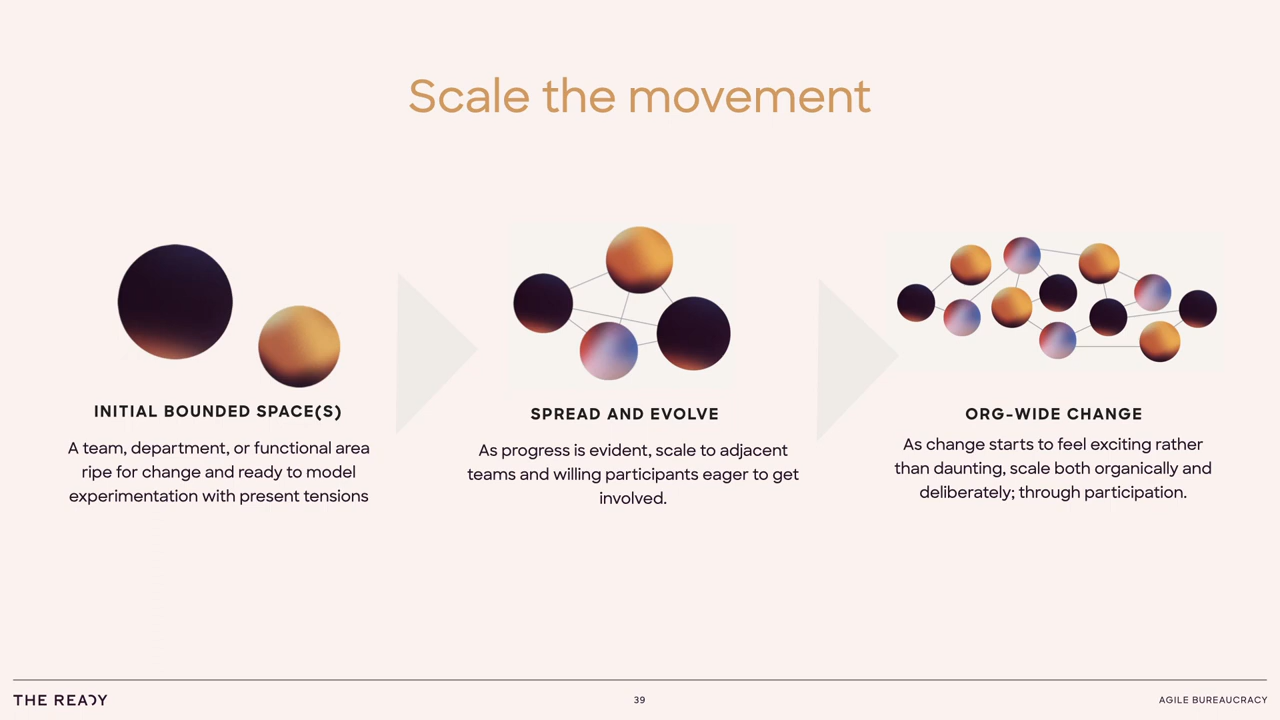 Scale the movement
INITIAL BOUNDED SPACE(S)
A team, department, or functional area
ripe for change and ready to model
experimentation with present tensions
SPREAD AND EVOLVE
As progress is evident, scale to adjacent
teams and willing participants eager to get
involved.
ORG-WIDE CHANGE
As change starts to feel exciting rather
than daunting, scale both organically and
deliberately; through participation.
THE READY
39
AGILE BUREAUCRACY